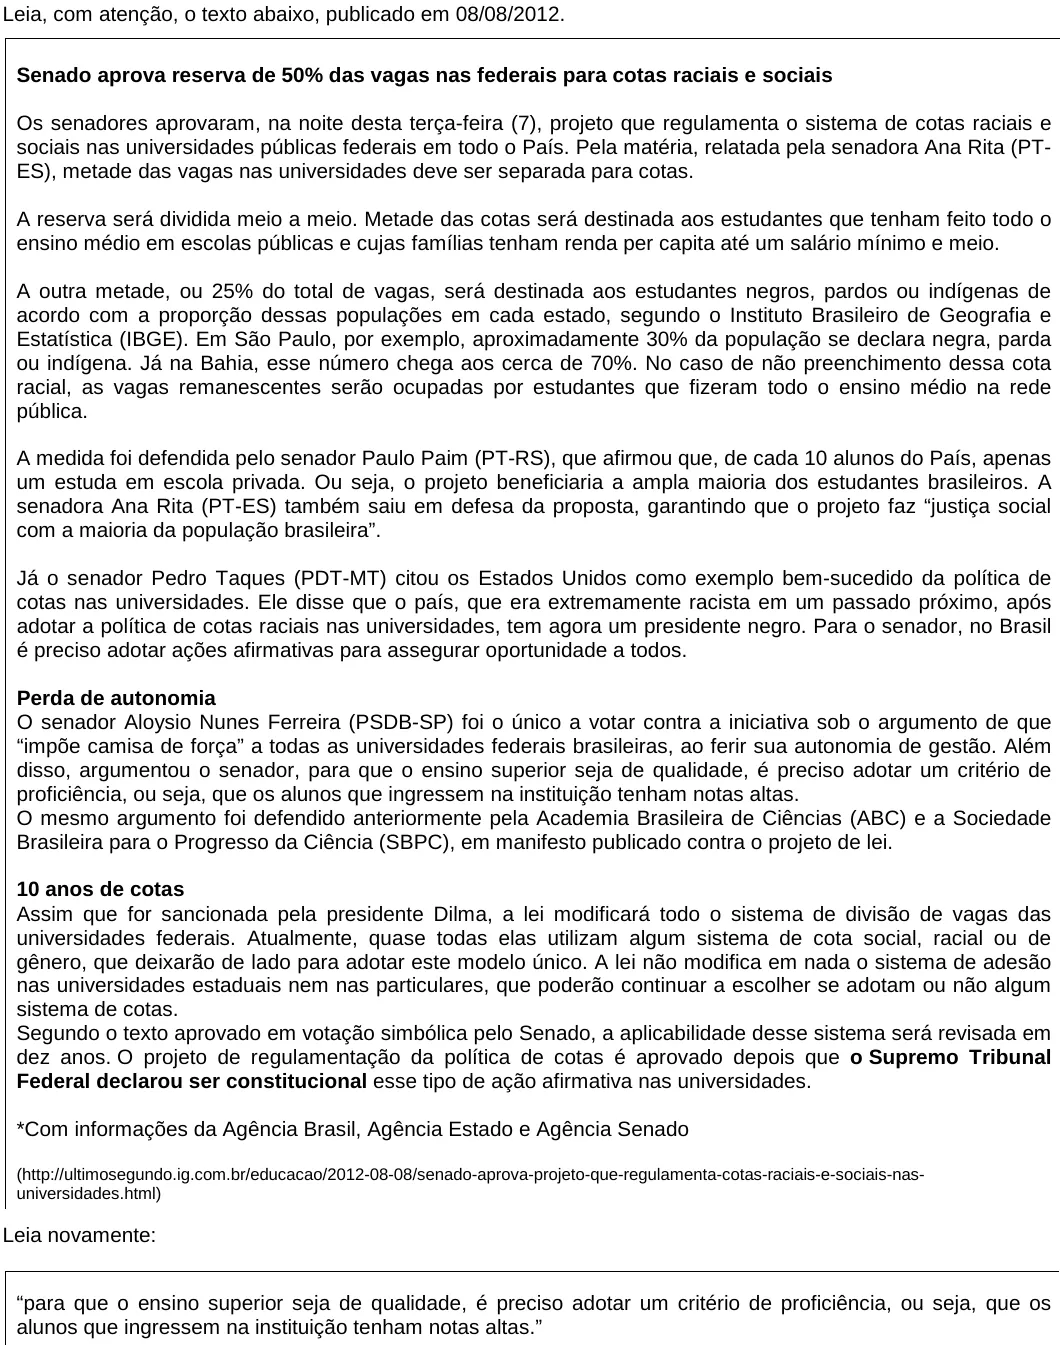 Leia, com atenção, o texto abaixo, publicado em 08/08/2012.
Senado aprova reserva de 50% das vagas nas federais para cotas raciais e sociais
Os senadores aprovaram, na noite desta terça-feira (7), projeto que regulamenta o sistema de cotas raciais e
sociais nas universidades públicas federais em todo o País. Pela matéria, relatada pela senadora Ana Rita (PT-
ES), metade das vagas nas universidades deve ser separada para cotas.
A reserva será dividida meio a meio. Metade das cotas será destinada aos estudantes que tenham feito todo o
ensino médio em escolas públicas e cujas famílias tenham renda per capita até um salário mínimo e meio.
A outra metade, ou 25% do total de vagas, será destinada aos estudantes negros, pardos ou indígenas de
acordo com a proporção dessas populações em cada estado, segundo o Instituto Brasileiro de Geografia e
Estatística (IBGE). Em São Paulo, por exemplo, aproximadamente 30% da população se declara negra, parda
ou indígena. Já na Bahia, esse número chega aos cerca de 70%. No caso de não preenchimento dessa cota
racial, as vagas remanescentes serão ocupadas por estudantes que fizeram todo o ensino médio na rede
pública.
A medida foi defendida pelo senador Paulo Paim (PT-RS), que afirmou que, de cada 10 alunos do País, apenas
um estuda em escola privada. Ou seja, o projeto beneficiaria a ampla maioria dos estudantes brasileiros. A
senadora Ana Rita (PT-ES) também saiu em defesa da proposta, garantindo que o projeto faz “justiça social
com a maioria da população brasileira”.
Já o senador Pedro Taques (PDT-MT) citou os Estados Unidos como exemplo bem-sucedido da política de
cotas nas universidades. Ele disse que o país, que era extremamente racista em um passado próximo, após
adotar a política de cotas raciais nas universidades, tem agora um presidente negro. Para o senador, no Brasil
é preciso adotar ações afirmativas para assegurar oportunidade a todos.
Perda de autonomia
O senador Aloysio Nunes Ferreira (PSDB-SP) foi o único a votar contra a iniciativa sob o argumento de que
“impõe camisa de força” a todas as universidades federais brasileiras, ao ferir sua autonomia de gestão. Além
disso, argumentou o senador, para que o ensino superior seja de qualidade, é preciso adotar um critério de
proficiência, ou seja, que os alunos que ingressem na instituição tenham notas altas.
O mesmo argumento foi defendido anteriormente pela Academia Brasileira de Ciências (ABC) e a Sociedade
Brasileira para o Progresso da Ciência (SBPC), em manifesto publicado contra o projeto de lei.
10 anos de cotas
Assim que for sancionada pela presidente Dilma, a lei modificará todo o sistema de divisão de vagas das
universidades federais. Atualmente, quase todas elas utilizam algum sistema de cota social, racial ou de
gênero, que deixarão de lado para adotar este modelo único. A lei não modifica em nada o sistema de adesão
nas universidades estaduais nem nas particulares, que poderão continuar a escolher se adotam ou não algum
sistema de cotas.
Segundo o texto aprovado em votação simbólica pelo Senado, a aplicabilidade desse sistema será revisada em
dez anos. O projeto de regulamentação da política de cotas é aprovado depois que o Supremo Tribunal
Federal declarou ser constitucional esse tipo de ação afirmativa nas universidades.
*Com informações da Agência Brasil, Agência Estado e Agência Senado
(http://ultimosegundo.ig.com.br/educacao/2012-08-08/senado-aprova-projeto-que-regulamenta-cotas-raciais-e-sociais-nas-
universidades.html)
Leia novamente:
“para que o ensino superior seja de qualidade, é preciso adotar um critério de proficiência, ou seja, que os
alunos que ingressem na instituição tenham notas altas.”